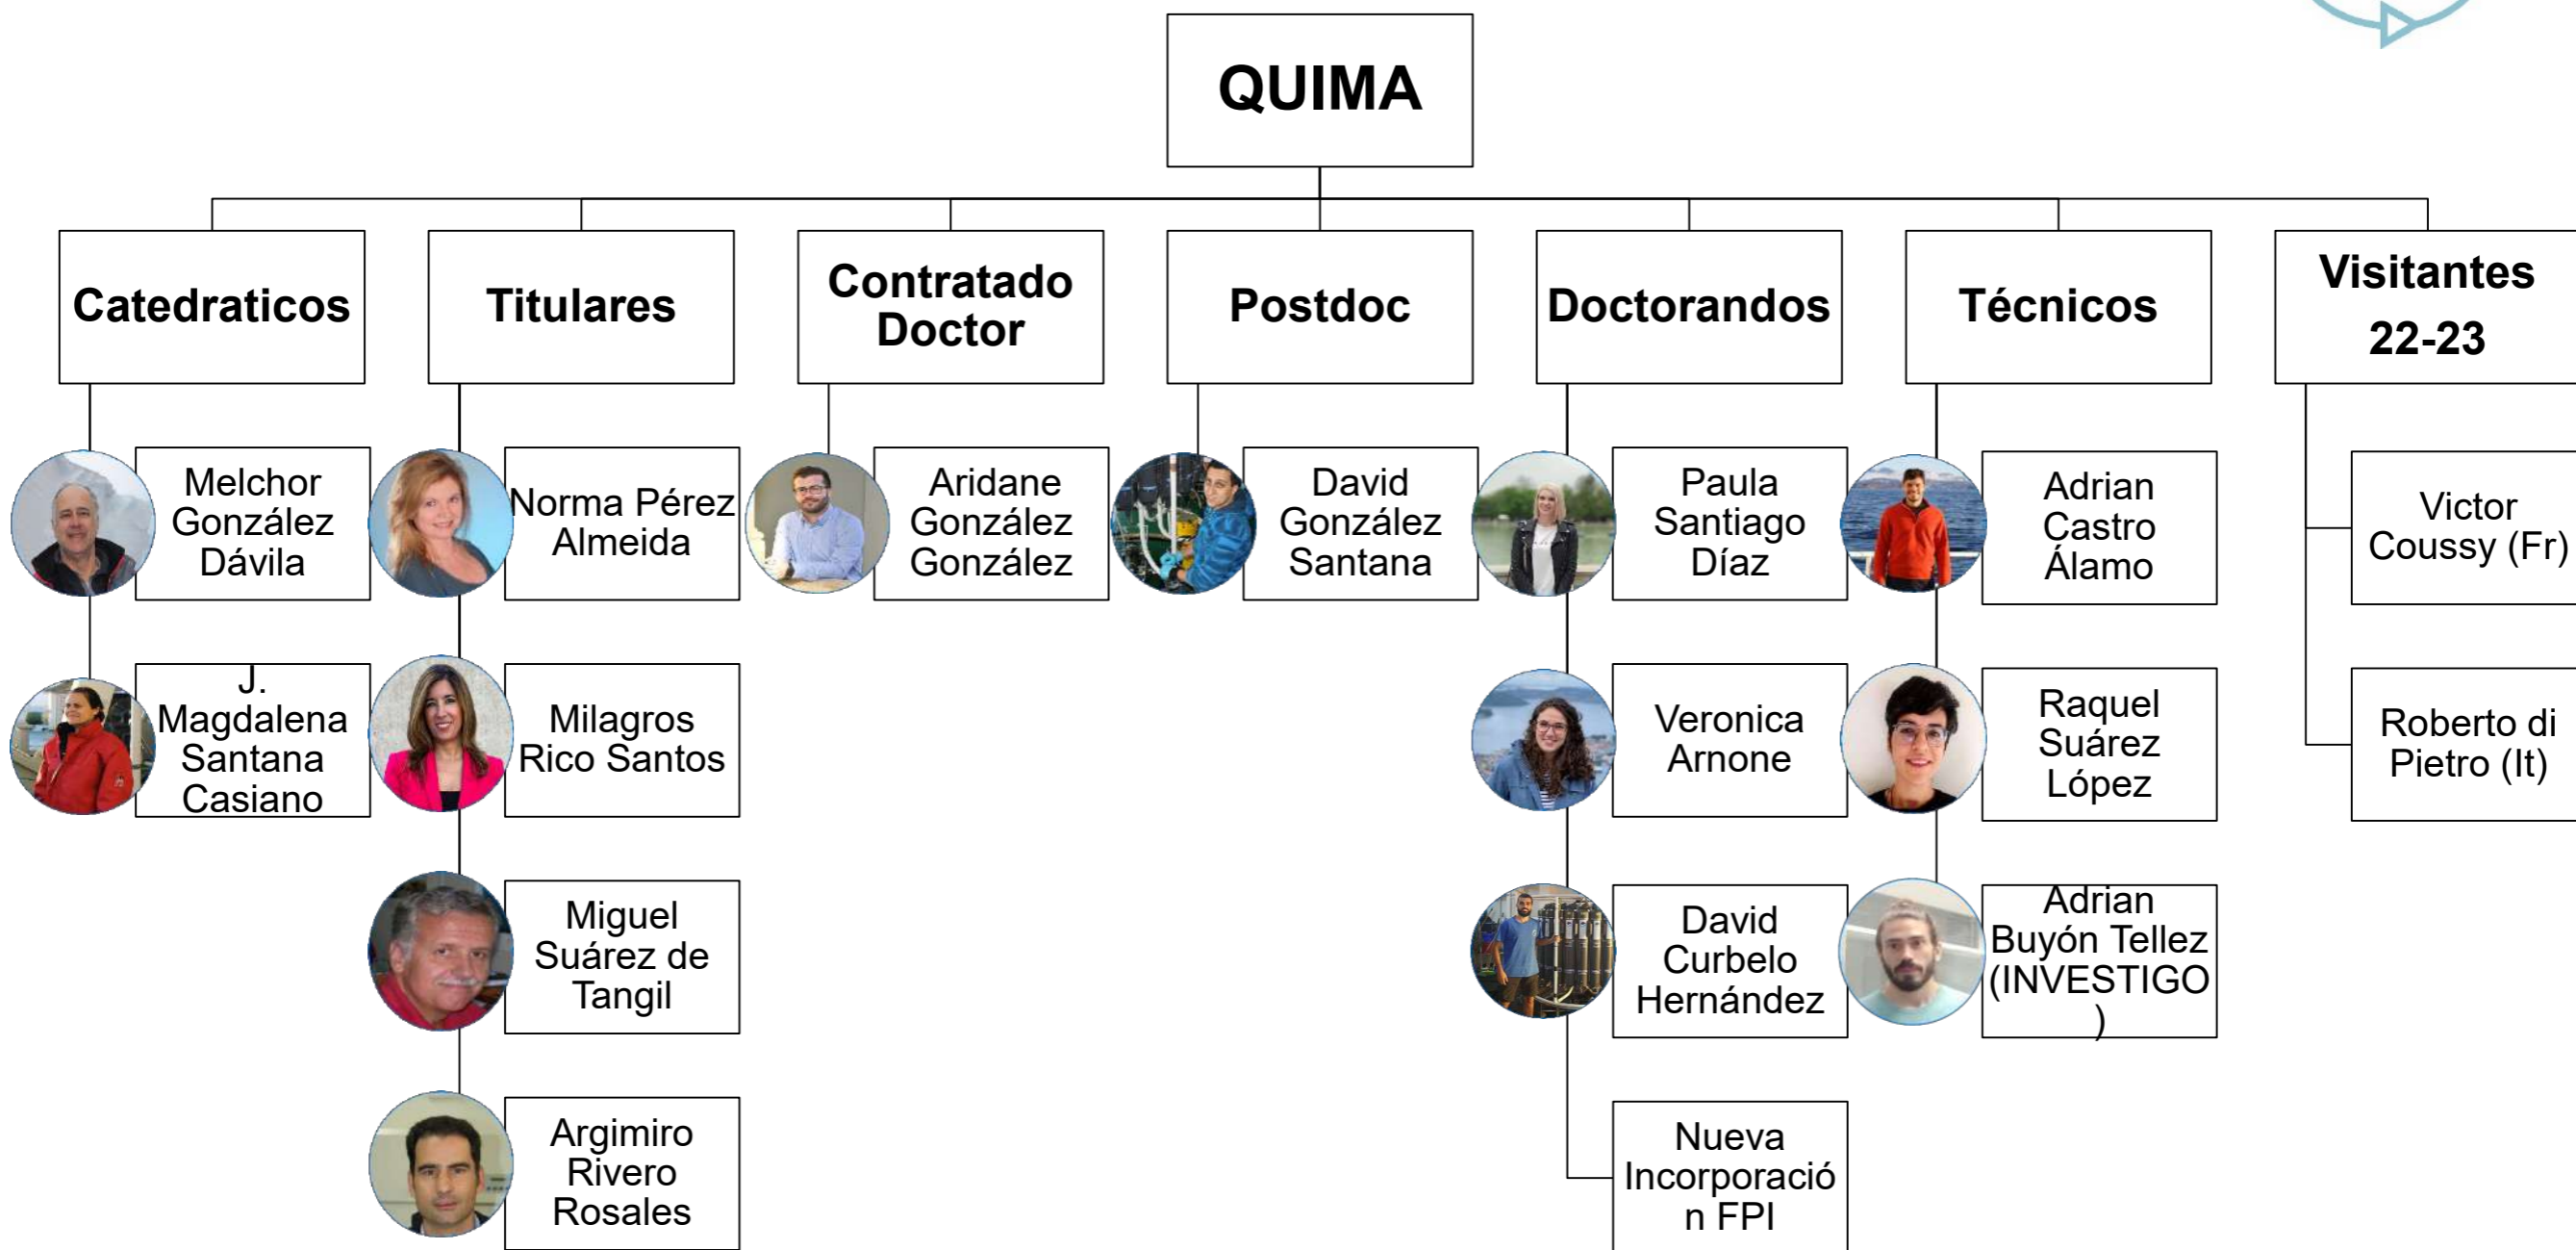 QUIMA
Catedraticos
Titulares
Contratado
Doctor
Postdoc
Doctorandos
Técnicos
Visitantes
22-23
Melchor
González
Dávila
J.
Magdalena
Santana
Casiano
Norma Pérez
Almeida
Milagros
Rico Santos
Miguel
Suárez de
Tangil
Argimiro
Rivero
Rosales
Aridane
González
González
David
González
Santana
Paula
Santiago
Díaz
Veronica
Arnone
David
Curbelo
Hernández
Nueva
Incorporació
n FPI
Adrian
Castro
Álamo
Raquel
Suárez
López
Adrian
Buyón Tellez
(INVESTIGO
)
Victor
Coussy (Fr)
Roberto di
Pietro (It)